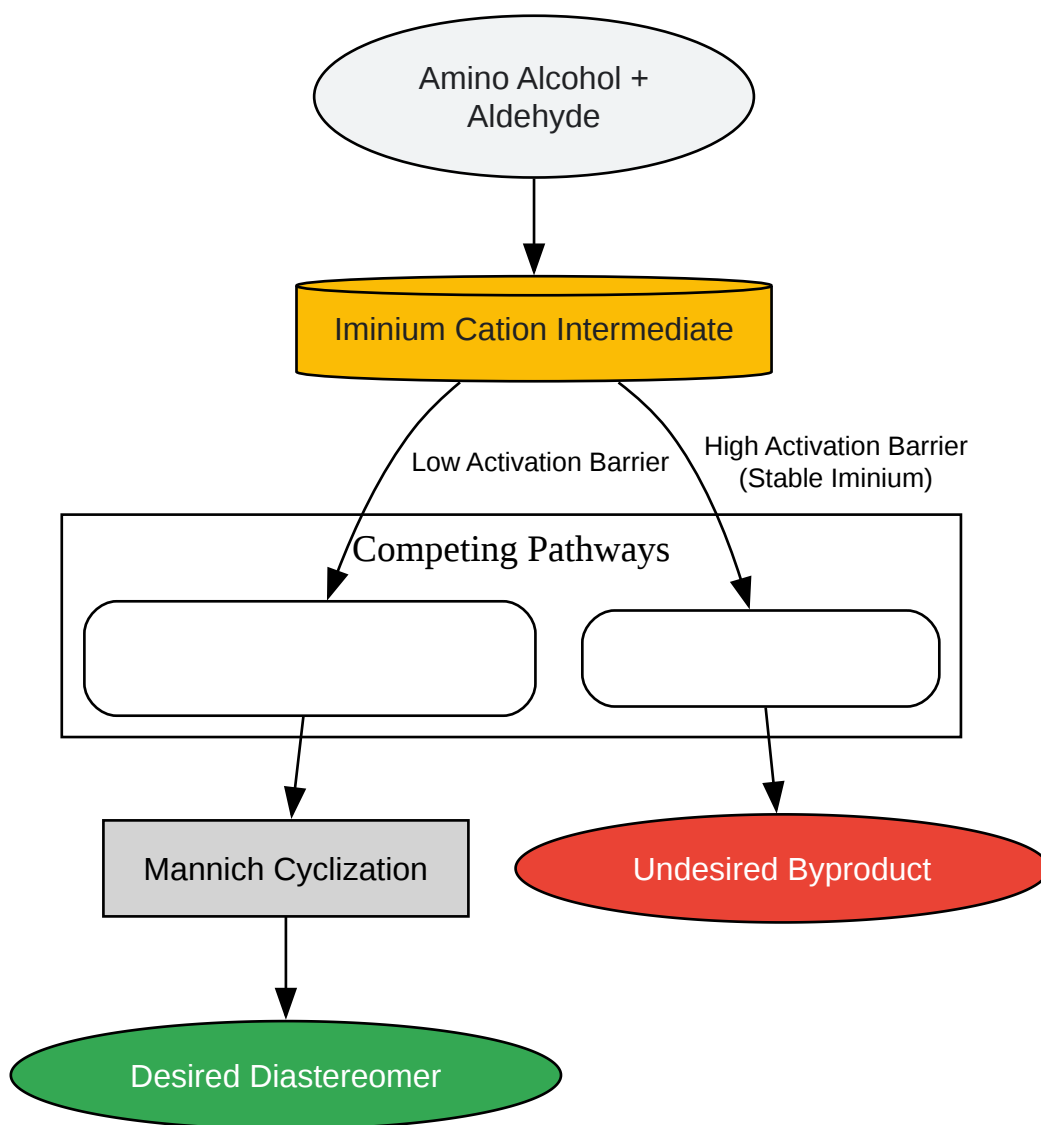 Amino Alcohol +
Aldehyde
Iminium Cation Intermediate
Low Activation Barrier
High Activation Barrier
(Stable Iminium)
Competing Pathways
Mannich Cyclization
Undesired Byproduct
Desired Diastereomer